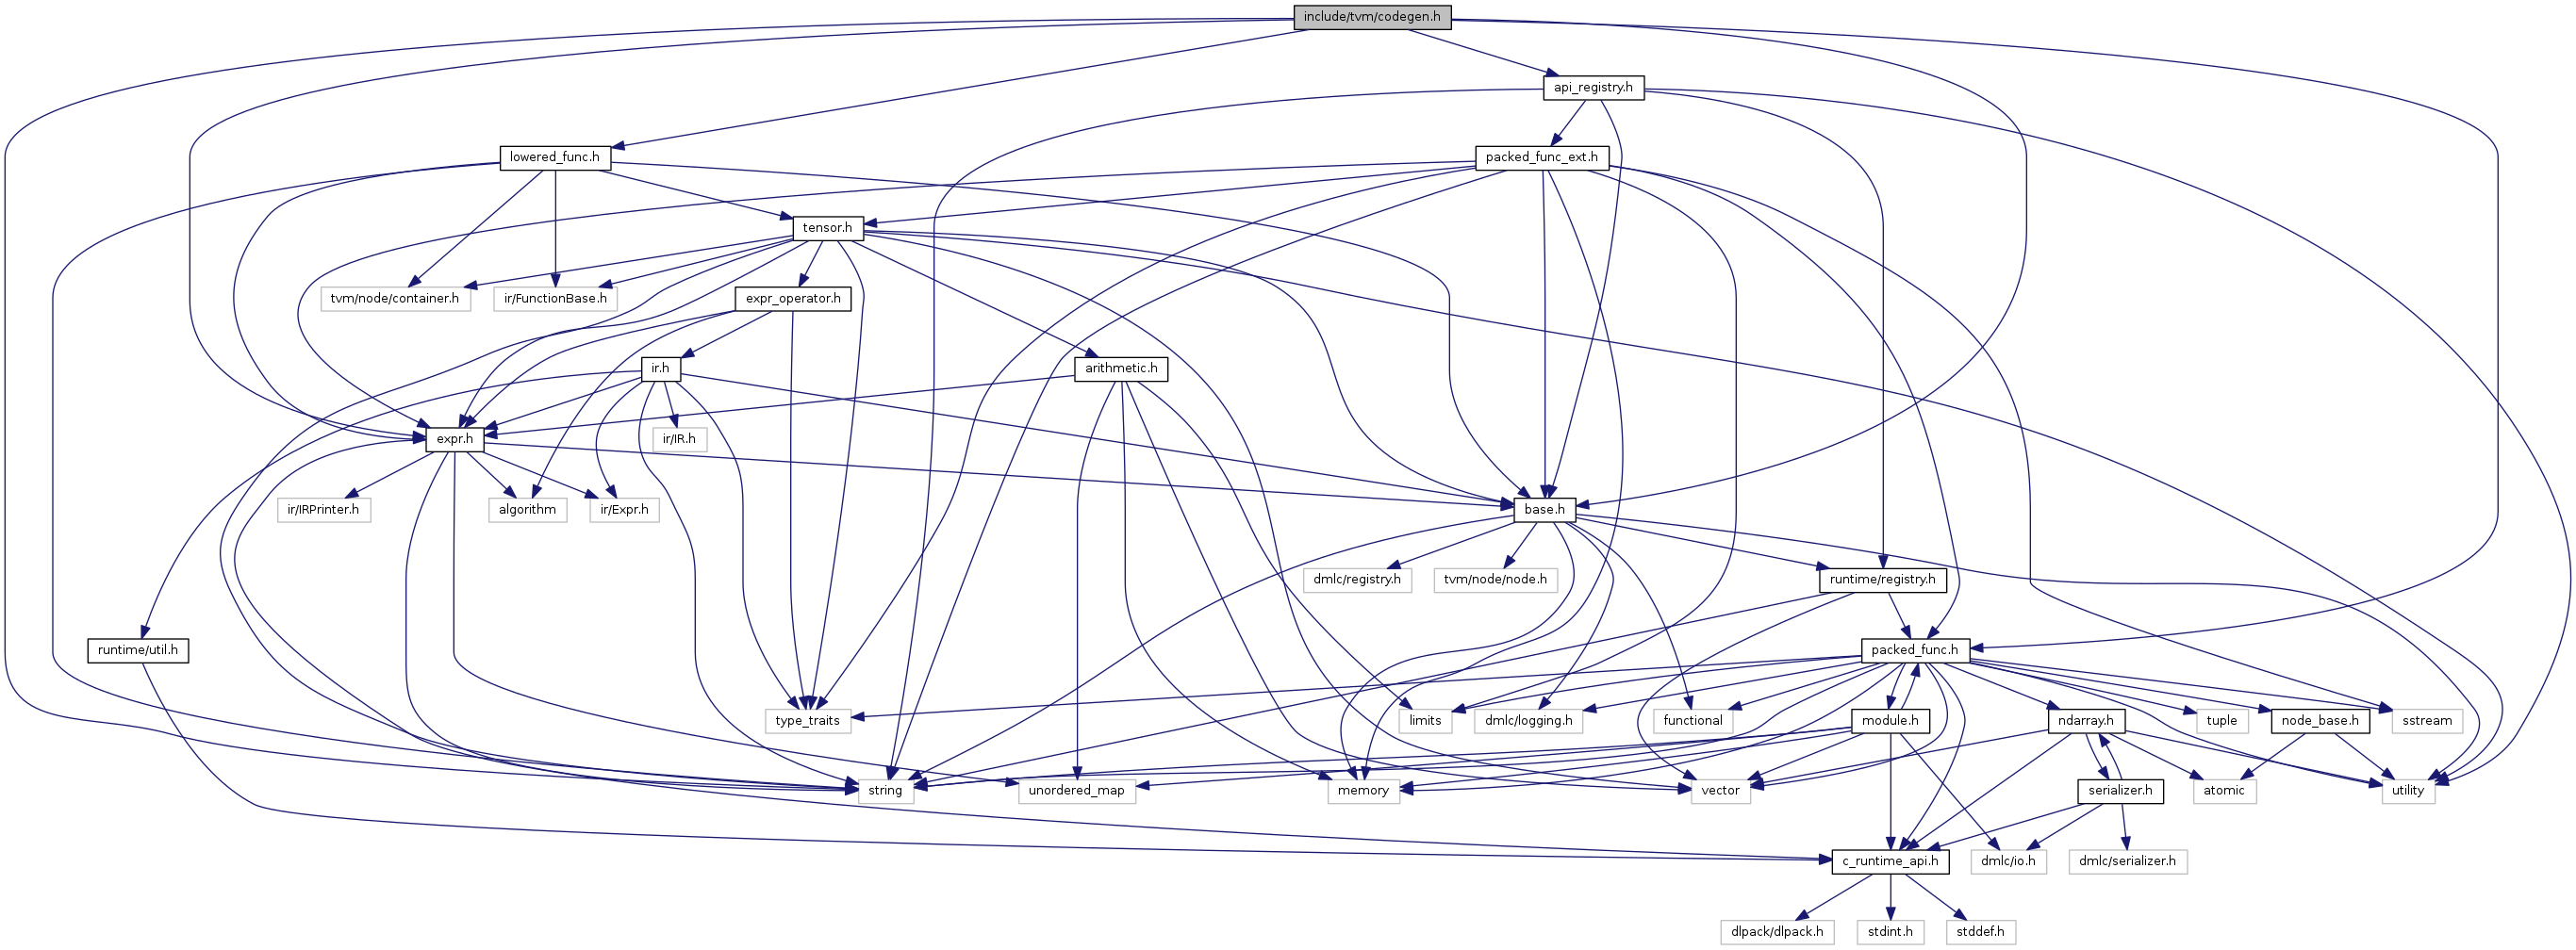 include/tvm/codegen.h
api_registry.h
lowered_func.h
packed_func_ext.h
tensor.h
tvm/node/container.h
ir/FunctionBase.h
expr_operator.h
ir.h
arithmetic.h
expr.h
ir/IR.h
ir/IRPrinter.h
algorithm
ir/Expr.h
base.h
dmlc/registry.h
tvm/node/node.h
runtime/registry.h
runtime/util.h
packed_func.h
type_traits
limits
dmlc/logging.h
functional
module.h
ndarray.h
tuple
node_base.h
sstream
string
unordered_map
memory
vector
serializer.h
atomic
utility
c_runtime_api.h
dmlc/io.h
dmlc/serializer.h
dlpack/dlpack.h
stdint.h
stddef.h